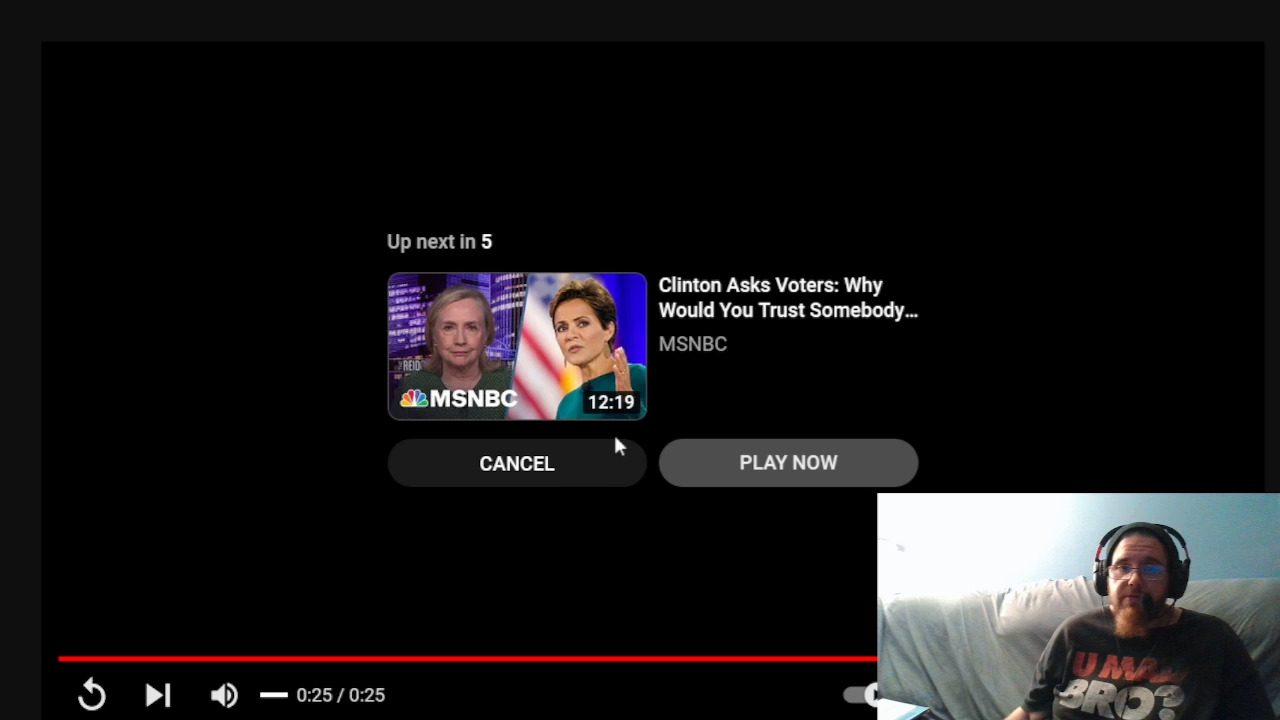 Up next in 5
Clinton Asks Voters: Why
Would You Trust Somebody…
MSNBC
REID
MSNBC
12:19
CANCEL
PLAY NOW
0:25 / 0:25
U MAD
BRO?